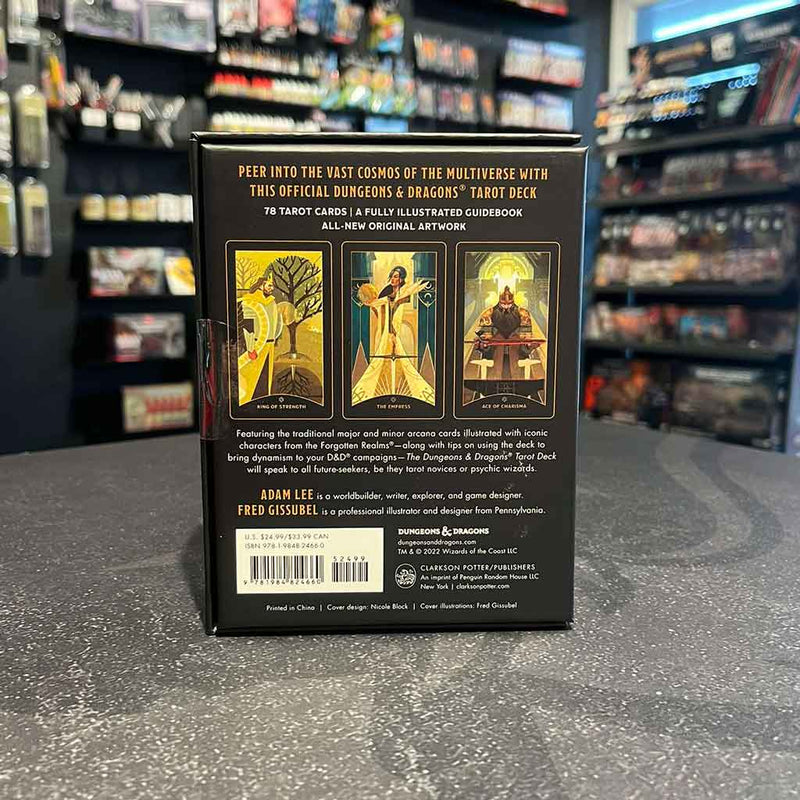 PEER INTO THE VAST COSMOS OF THE MULTIVERSE WITH
THIS OFFICIAL DUNGEONS & DRAGONS® TAROT DECK
78 TAROT CARDS | A FULLY ILLUSTRATED GUIDEBOOK
ALL-NEW ORIGINAL ARTWORK
KING OF STRENGTH
THE EMPRESS
ACE OF CHARISMA
Featuring the traditional major and minor arcana cards illustrated with iconic
characters from the Forgotten Realms®—along with tips on using the deck to
bring dynamism to your D&D® campaigns—The Dungeons & Dragons® Tarot Deck
will speak to all future-seekers, be they tarot novices or psychic wizards.
ADAM LEE is a worldbuilder, writer, explorer, and game designer.
FRED GISSUBEL is a professional illustrator and designer from Pennsylvania.
U.S. $24.99/$33.99 CAN
ISBN 978-1-9848-2466-0
52499
9 781984 824660
DUNGEONS & DRAGONS
dungeonsanddragons.com
TM & © 2022 Wizards of the Coast LLC
CLARKSON POTTER/PUBLISHERS
An imprint of Penguin Random House LLC
New York | clarksonpotter.com
Printed in China | Cover design: Nicole Block | Cover illustrations: Fred Gissubel